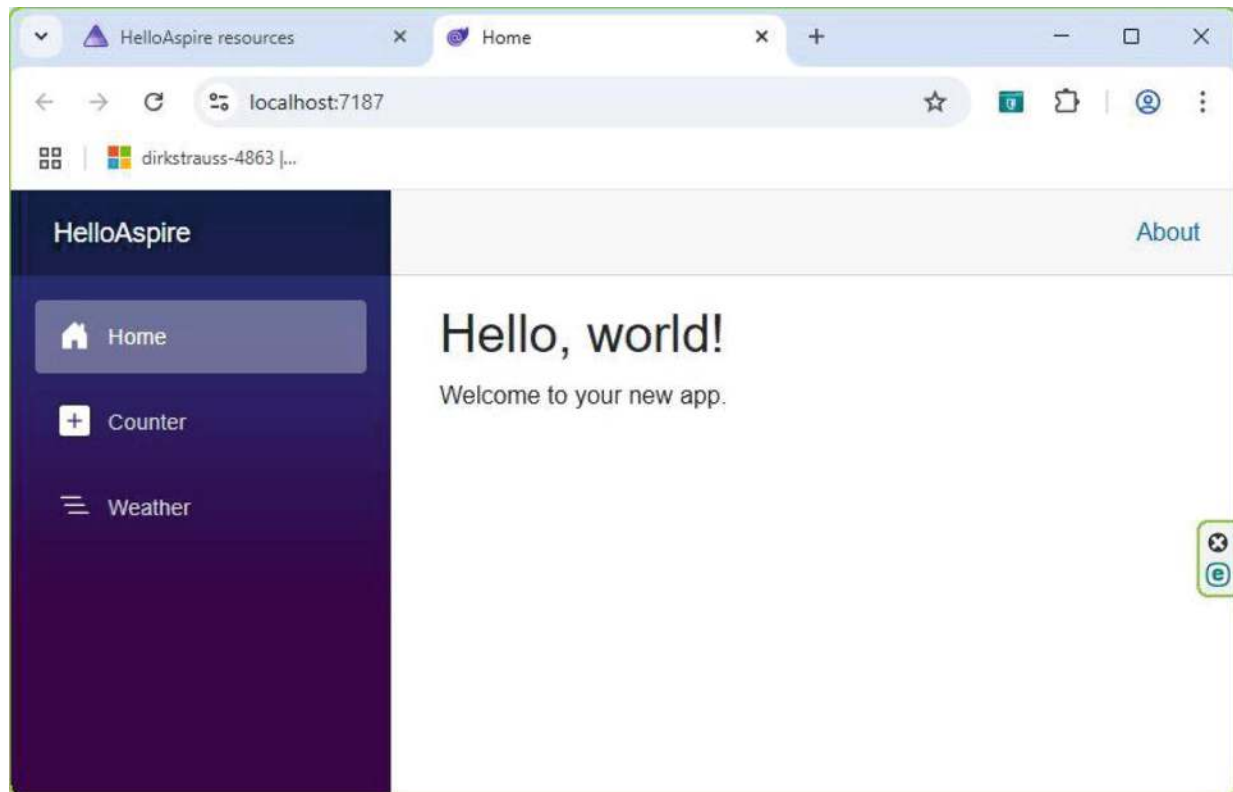 HelloAspire resources
Home
localhost:7187
dirkstrauss-4863 |...
HelloAspire
About
Home
Hello, world!
Welcome to your new app.
Counter
Weather